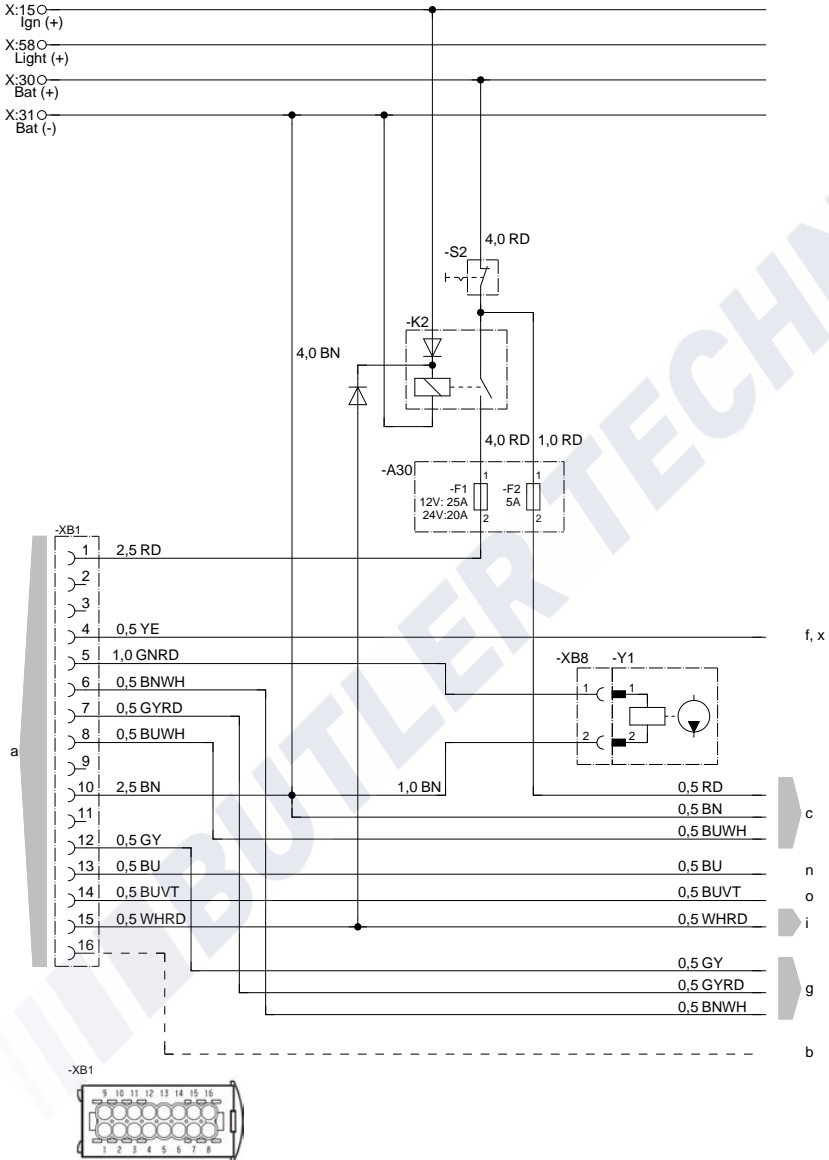 X:15
Ign (+)
X:58
Light (+)
X:30
Bat (+)
X:31
Bat (-)
4,0 RD
-S2
-K2
4,0 BN
4,0 RD 1,0 RD
-A30
1 1
-F1 -F2
12V: 25A 5A
24V:20A
2 2
-XB1
1 2,5 RD
2
3
4 0,5 YE f, x
5 1,0 GNRD
-XB8 -Y1
6 0,5 BNWH 1 1
7 0,5 GYRD
8 0,5 BUWH 2 2
a
9
10 2,5 BN 1,0 BN 0,5 RD
0,5 BN c
11
0,5 BUWH
12 0,5 GY
13 0,5 BU 0,5 BU n
14 0,5 BUVT 0,5 BUVT o
15 0,5 WHRD 0,5 WHRD i
16
0,5 GY
0,5 GYRD g
0,5 BNWH
b
-XB1
9 10 11 12 13 14 15 16
1 2 3 4 5 6 7 8
BUTLER TECHN